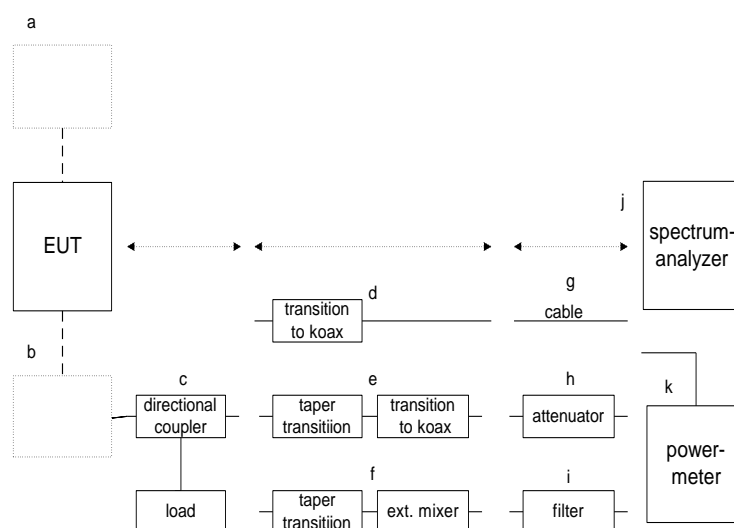 a
EUT
j
spectrum-
analyzer
d
transition
to koax
g
cable
b
c
directional
coupler
e
taper
transitiion
transition
to koax
h
attenuator
k
power-
meter
load
f
taper
transitiion
ext. mixer
i
filter